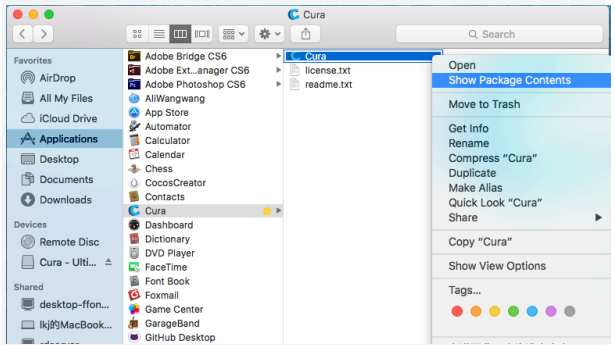 Cura
Search
Favorites
AirDrop
All My Files
iCloud Drive
Applications
Desktop
Documents
Downloads
Devices
Remote Disc
Cura - Ulti...
Shared
desktop-ffon...
lkj的MacBook...
Adobe Bridge CS6
Adobe Ext...anager CS6
Adobe Photoshop CS6
AliWangwang
App Store
Automator
Calculator
Calendar
Chess
CocosCreator
Contacts
Cura
Dashboard
Dictionary
DVD Player
FaceTime
Font Book
Foxmail
Game Center
GarageBand
GitHub Desktop
Cura
license.txt
readme.txt
Open
Show Package Contents
Move to Trash
Get Info
Rename
Compress “Cura”
Duplicate
Make Alias
Quick Look “Cura”
Share
Copy “Cura”
Show View Options
Tags...